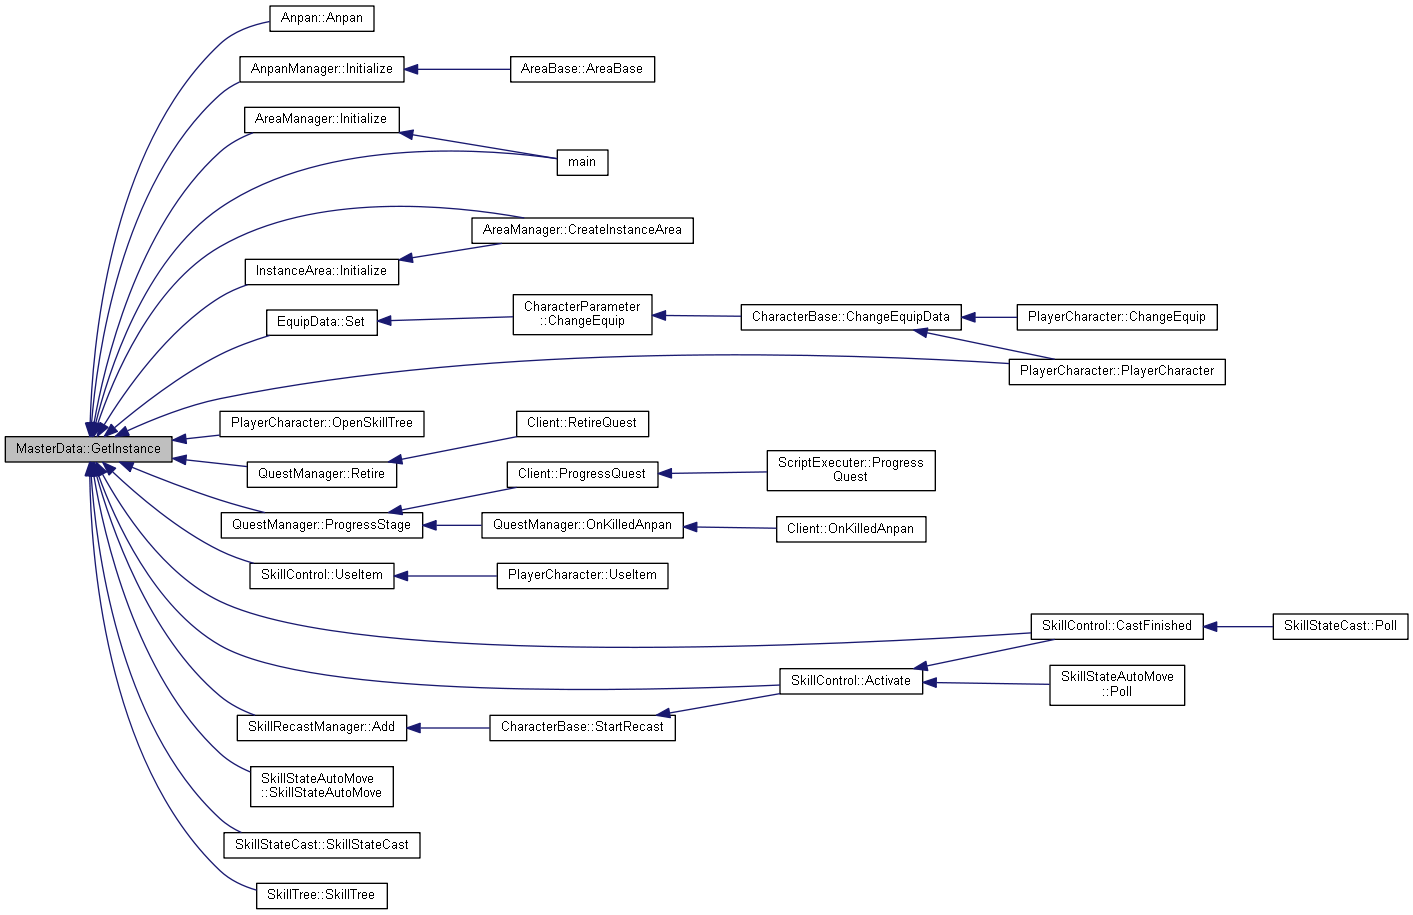 Anpan::Anpan
AnpanManager::Initialize
AreaBase::AreaBase
AreaManager::Initialize
main
AreaManager::CreateInstanceArea
InstanceArea::Initialize
EquipData::Set
CharacterParameter
::ChangeEquip
CharacterBase::ChangeEquipData
PlayerCharacter::ChangeEquip
PlayerCharacter::PlayerCharacter
PlayerCharacter::OpenSkillTree
Client::RetireQuest
MasterData::GetInstance
QuestManager::Retire
Client::ProgressQuest
ScriptExecuter::Progress
Quest
QuestManager::ProgressStage
QuestManager::OnKilledAnpan
Client::OnKilledAnpan
SkillControl::UseItem
PlayerCharacter::UseItem
SkillControl::CastFinished
SkillStateCast::Poll
SkillControl::Activate
SkillStateAutoMove
::Poll
SkillRecastManager::Add
CharacterBase::StartRecast
SkillStateAutoMove
::SkillStateAutoMove
SkillStateCast::SkillStateCast
SkillTree::SkillTree